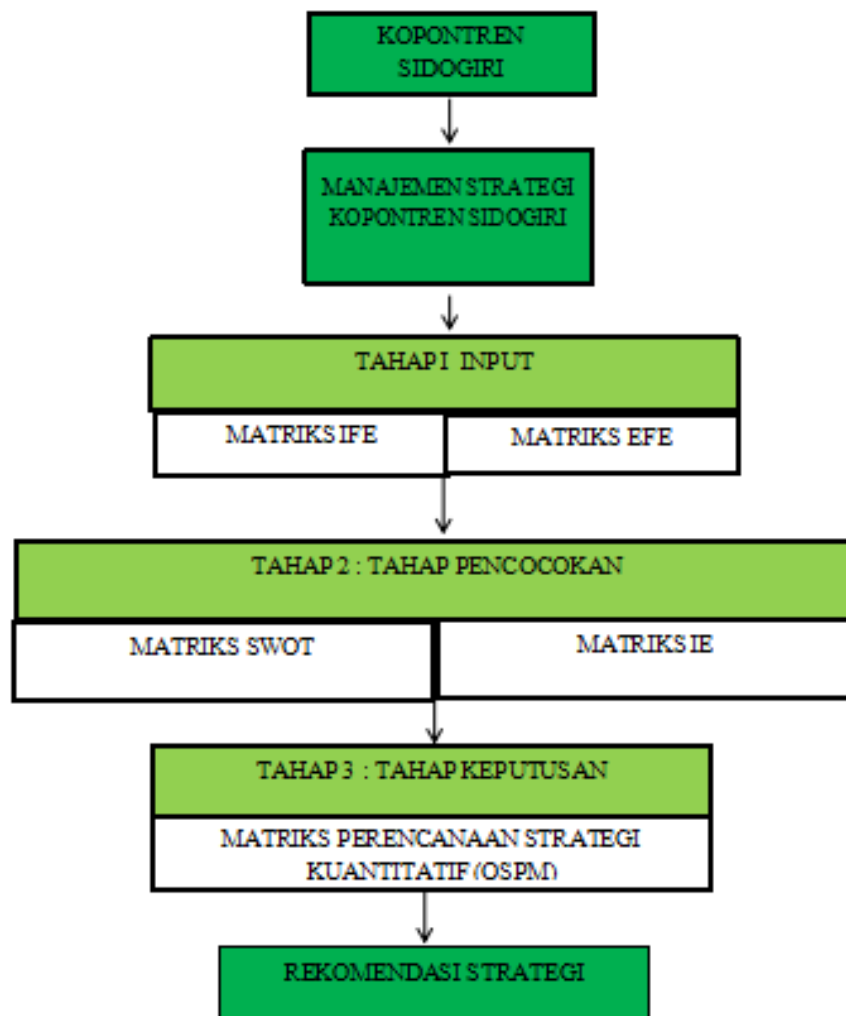 KOPONTREN
SIDOGIRI
MANAJEMEN STRATEGI
KOPONTREN SIDOGIRI
TAHAP I INPUT
MATRIKS IFE
MATRIKS EFE
TAHAP 2 : TAHAP PENCOCOKAN
MATRIKS SWOT
MATRIKS IE
TAHAP 3 : TAHAP KEPUTUSAN
MATRIKS PERENCANAAN STRATEGI
KUANTITATIF (QSPM)
REKOMENDASI STRATEGI